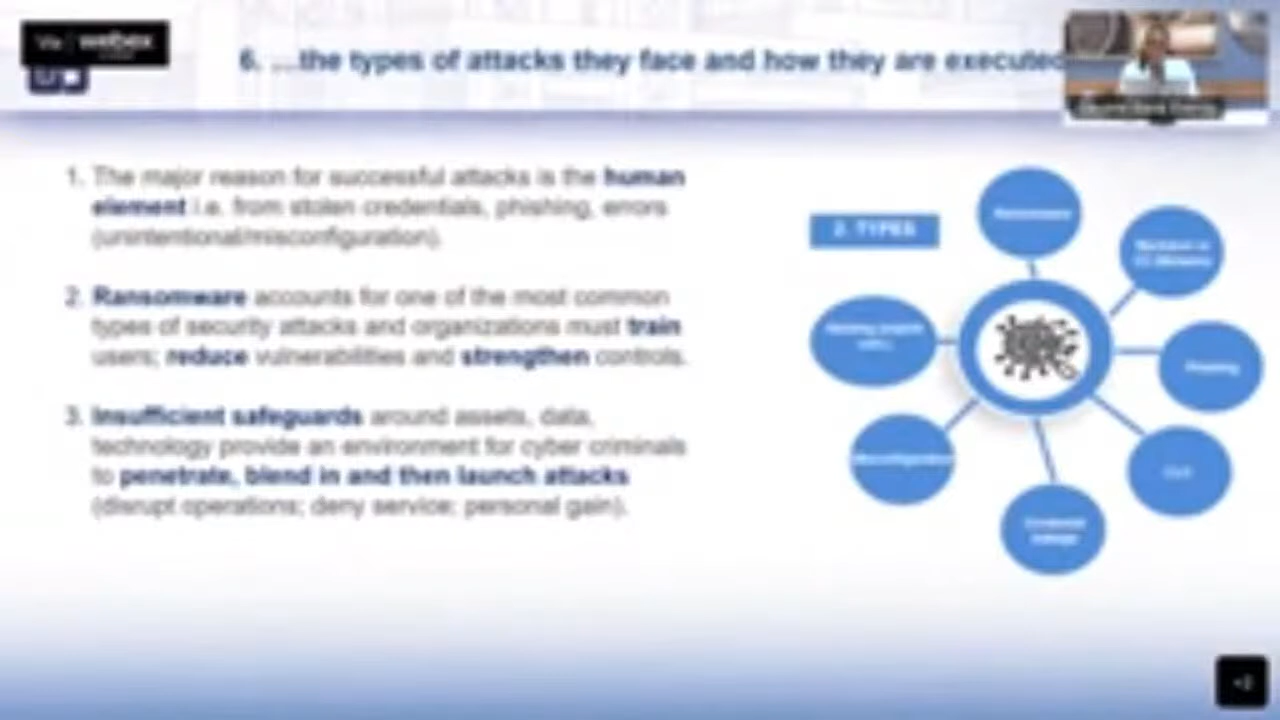 Via | webex
6. ...the types of attacks they face and how they are executed
1. The major reason for successful attacks is the human
element i.e. from stolen credentials, phishing, errors
(unintentional/misconfiguration).
2. Ransomware accounts for one of the most common
types of security attacks and organizations must train
users; reduce vulnerabilities and strengthen controls.
3. Insufficient safeguards around assets, data,
technology provide an environment for cyber criminals
to penetrate, blend in and then launch attacks
(disrupt operations; deny service; personal gain).
2. TYPES
Ransomware
Phishing
Misconfiguration
Credential